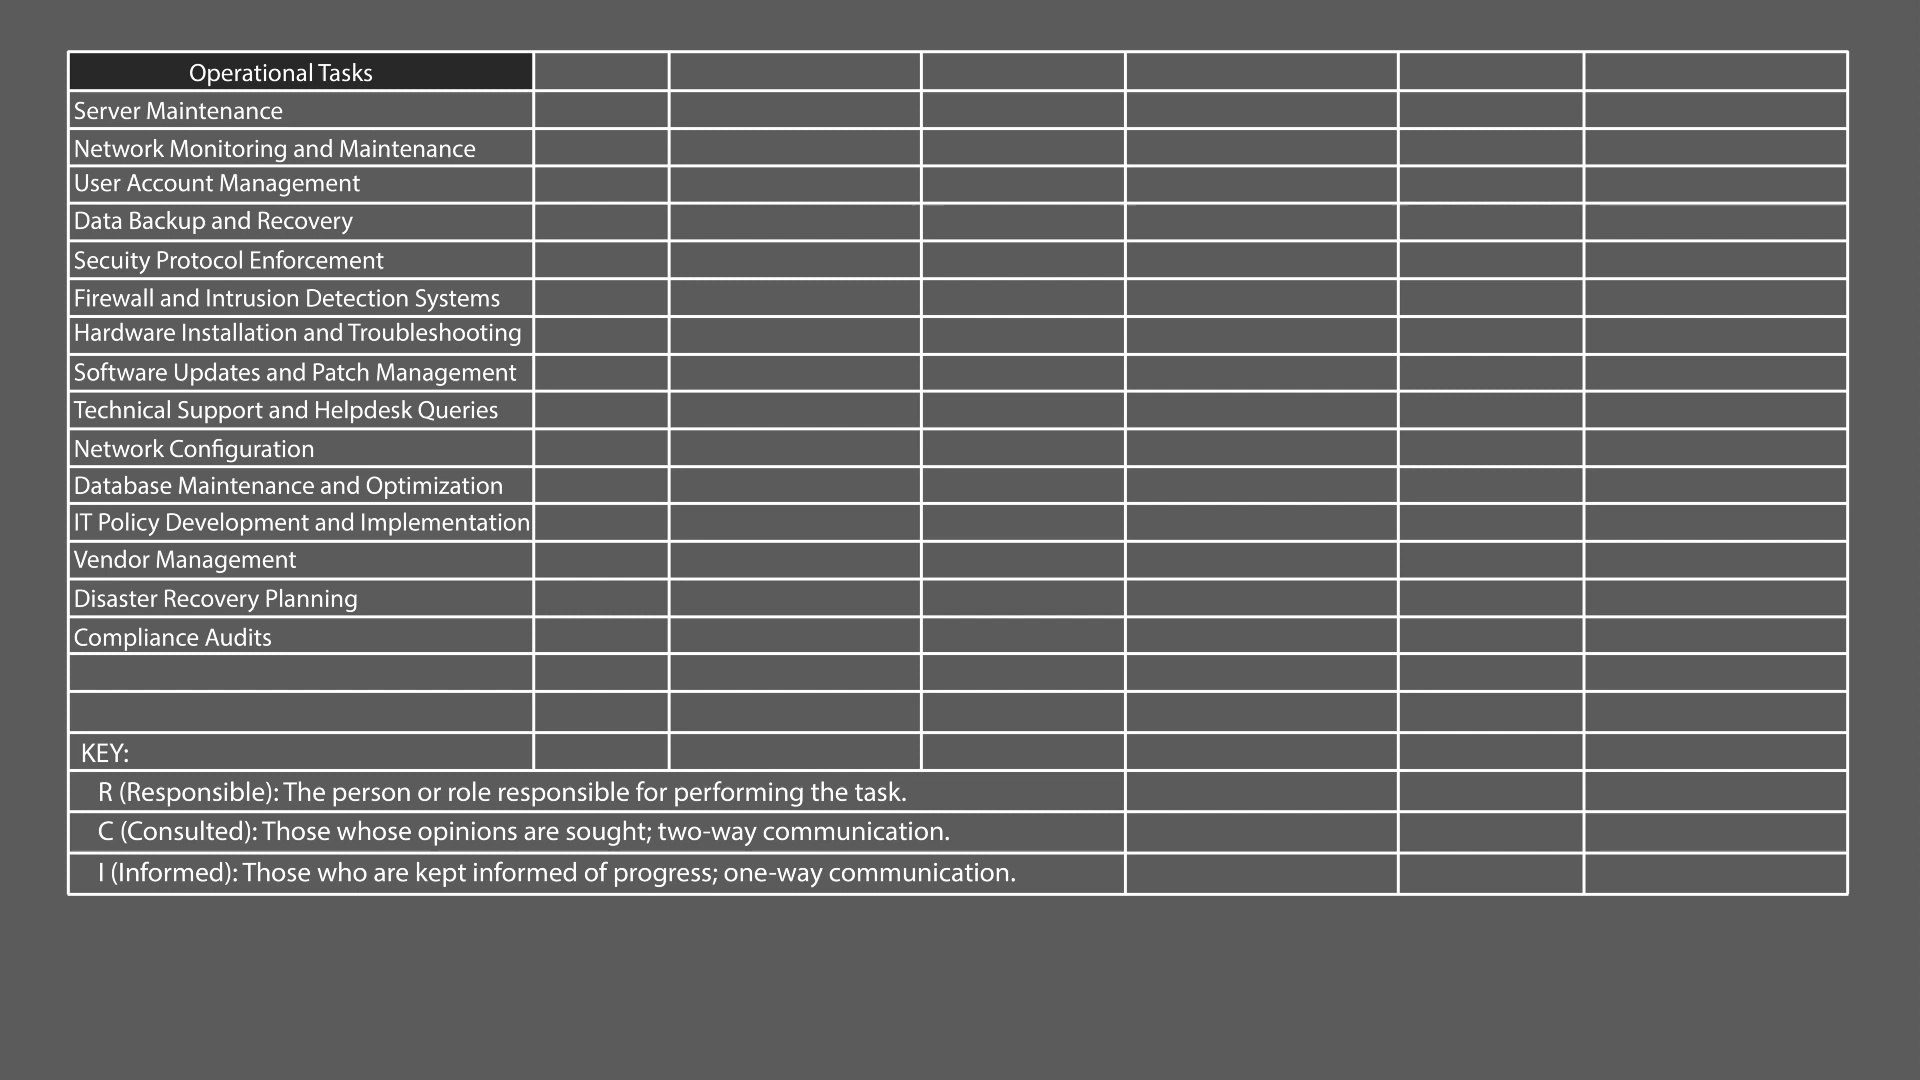 Operational Tasks
Server Maintenance
Network Monitoring and Maintenance
User Account Management
Data Backup and Recovery
Secuity Protocol Enforcement
Firewall and Intrusion Detection Systems
Hardware Installation and Troubleshooting
Software Updates and Patch Management
Technical Support and Helpdesk Queries
Network Configuration
Database Maintenance and Optimization
IT Policy Development and Implementation
Vendor Management
Disaster Recovery Planning
Compliance Audits
KEY:
R (Responsible): The person or role responsible for performing the task.
C (Consulted): Those whose opinions are sought; two-way communication.
I (Informed): Those who are kept informed of progress; one-way communication.